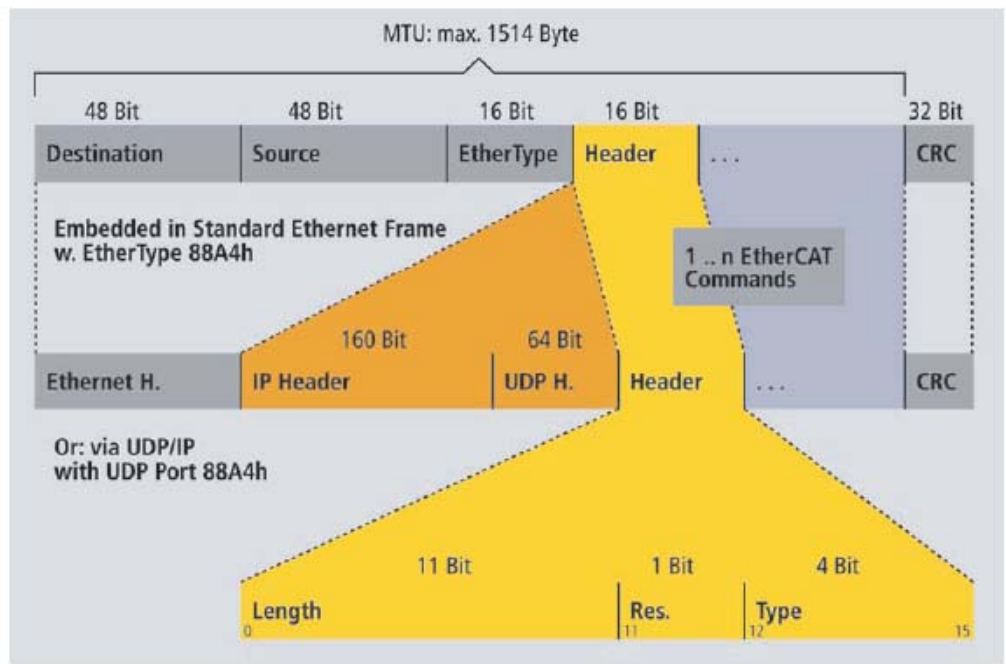 MTU: max. 1514 Byte
48 Bit 48 Bit 16 Bit 16 Bit 32 Bit
Destination Source EtherType Header ... CRC
Embedded in Standard Ethernet Frame
w. EtherType 88A4h
1 .. n EtherCAT
Commands
160 Bit 64 Bit
Ethernet H. IP Header UDP H. Header ... CRC
Or: via UDP/IP
with UDP Port 88A4h
11 Bit 1 Bit 4 Bit
Length Res. Type
0 11 12 15